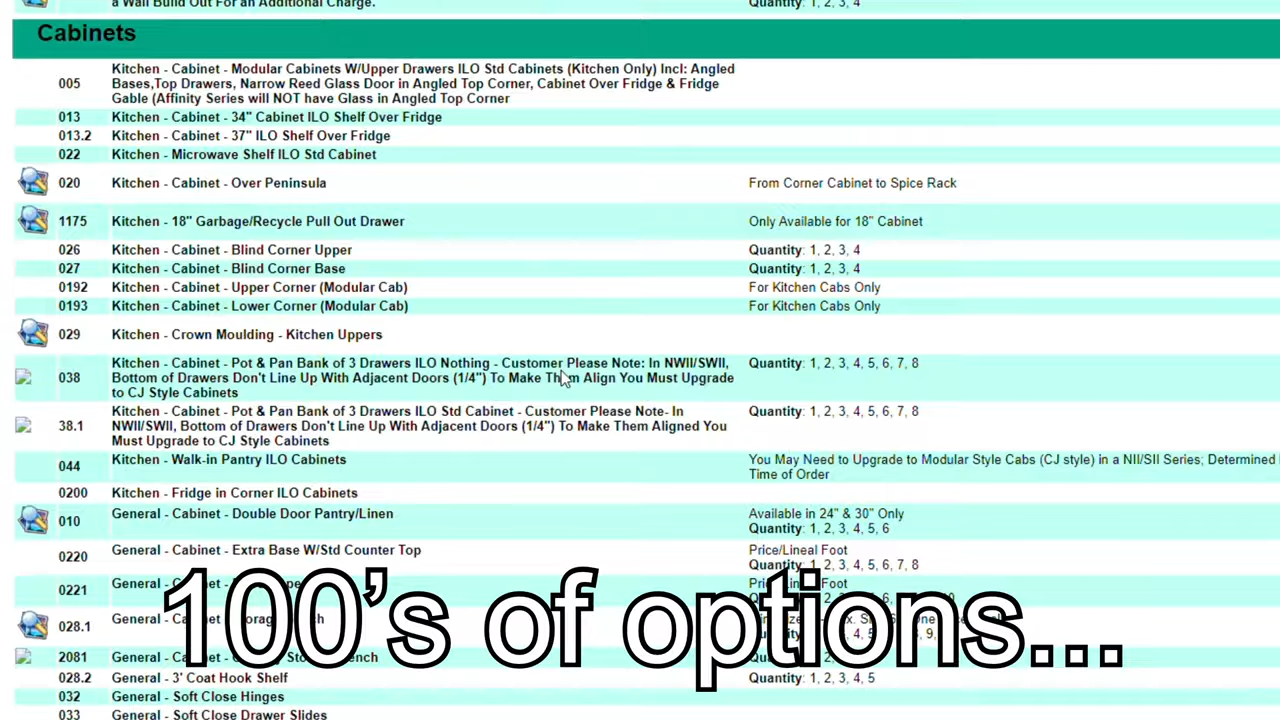 a Wall Build Out For an Additional Charge.
Quantity: 1, 2, 3, 4
Cabinets
005 Kitchen - Cabinet - Modular Cabinets W/Upper Drawers ILO Std Cabinets (Kitchen Only) Incl: Angled
Bases,Top Drawers, Narrow Reed Glass Door in Angled Top Corner, Cabinet Over Fridge & Fridge
Gable (Affinity Series will NOT have Glass in Angled Top Corner
013 Kitchen - Cabinet - 34" Cabinet ILO Shelf Over Fridge
013.2 Kitchen - Cabinet - 37" ILO Shelf Over Fridge
022 Kitchen - Microwave Shelf ILO Std Cabinet
020 Kitchen - Cabinet - Over Peninsula From Corner Cabinet to Spice Rack
1175 Kitchen - 18" Garbage/Recycle Pull Out Drawer Only Available for 18" Cabinet
026 Kitchen - Cabinet - Blind Corner Upper Quantity: 1, 2, 3, 4
027 Kitchen - Cabinet - Blind Corner Base Quantity: 1, 2, 3, 4
0192 Kitchen - Cabinet - Upper Corner (Modular Cab) For Kitchen Cabs Only
0193 Kitchen - Cabinet - Lower Corner (Modular Cab) For Kitchen Cabs Only
029 Kitchen - Crown Moulding - Kitchen Uppers
038 Kitchen - Cabinet - Pot & Pan Bank of 3 Drawers ILO Nothing - Customer Please Note: In NWII/SWII, Quantity: 1, 2, 3, 4, 5, 6, 7, 8
Bottom of Drawers Don't Line Up With Adjacent Doors (1/4") To Make Them Align You Must Upgrade
to CJ Style Cabinets
38.1 Kitchen - Cabinet - Pot & Pan Bank of 3 Drawers ILO Std Cabinet - Customer Please Note- In Quantity: 1, 2, 3, 4, 5, 6, 7, 8
NWII/SWII, Bottom of Drawers Don't Line Up With Adjacent Doors (1/4") To Make Them Aligned You
Must Upgrade to CJ Style Cabinets
044 Kitchen - Walk-in Pantry ILO Cabinets You May Need to Upgrade to Modular Style Cabs (CJ style) in a NII/SII Series; Determined
Time of Order
0200 Kitchen - Fridge in Corner ILO Cabinets
010 General - Cabinet - Double Door Pantry/Linen Available in 24" & 30" Only
Quantity: 1, 2, 3, 4, 5, 6
0220 General - Cabinet - Extra Base W/Std Counter Top Price/Lineal Foot
Quantity: 1, 2, 3, 4, 5, 6, 7, 8
0221 General - Foot
028.1 General -
100's of options...
2081 General -
028.2 General - 3' Coat Hook Shelf Quantity: 1, 2, 3, 4, 5
032 General - Soft Close Hinges
033 General - Soft Close Drawer Slides